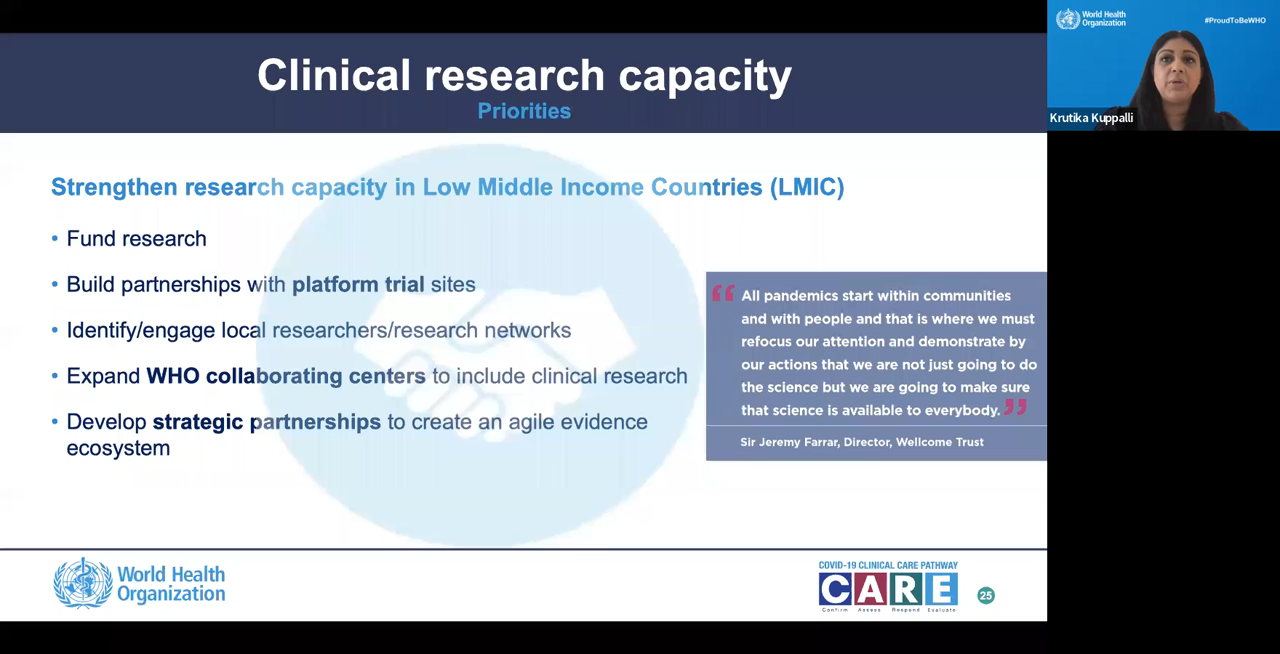 Clinical research capacity
Priorities
Strengthen research capacity in Low Middle Income Countries (LMIC)
• Fund research
• Build partnerships with platform trial sites
• Identify/engage local researchers/research networks
• Expand WHO collaborating centers to include clinical research
• Develop strategic partnerships to create an agile evidence
ecosystem
“ All pandemics start within communities
and with people and that is where we must
refocus our attention and demonstrate by
our actions that we are not just going to do
the science but we are going to make sure
that science is available to everybody. ”
Sir Jeremy Farrar, Director, Wellcome Trust
World Health
Organization
COVID-19 CLINICAL CARE PATHWAY
CARE
Confirm Assess Respond Evaluate
25
World Health
Organization
#ProudToBeWHO
Krutika Kuppalli